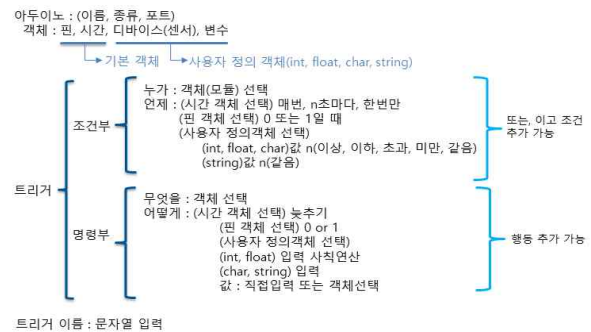 아두이노 : (이름, 종류, 포트)
객체 : 핀, 시간, 디바이스(센서), 변수
기본 객체
사용자 정의 객체(int, float, char, string)
트리거
조건부
누가 : 객체(모듈) 선택
언제 : (시간 객체 선택) 매번, n초마다, 한번만
(핀 객체 선택) 0 또는 1일 때
(사용자 정의객체 선택)
(int, float, char)값 n(이상, 이하, 초과, 미만, 같음)
(string)값 n(같음)
또는, 이고 조건
추가 가능
명령부
무엇을 : 객체 선택
어떻게 : (시간 객체 선택) 늦추기
(핀 객체 선택) 0 or 1
(사용자 정의객체 선택)
(int, float) 입력 사칙연산
(char, string) 입력
값 : 직접입력 또는 객체선택
행동 추가 가능
트리거 이름 : 문자열 입력